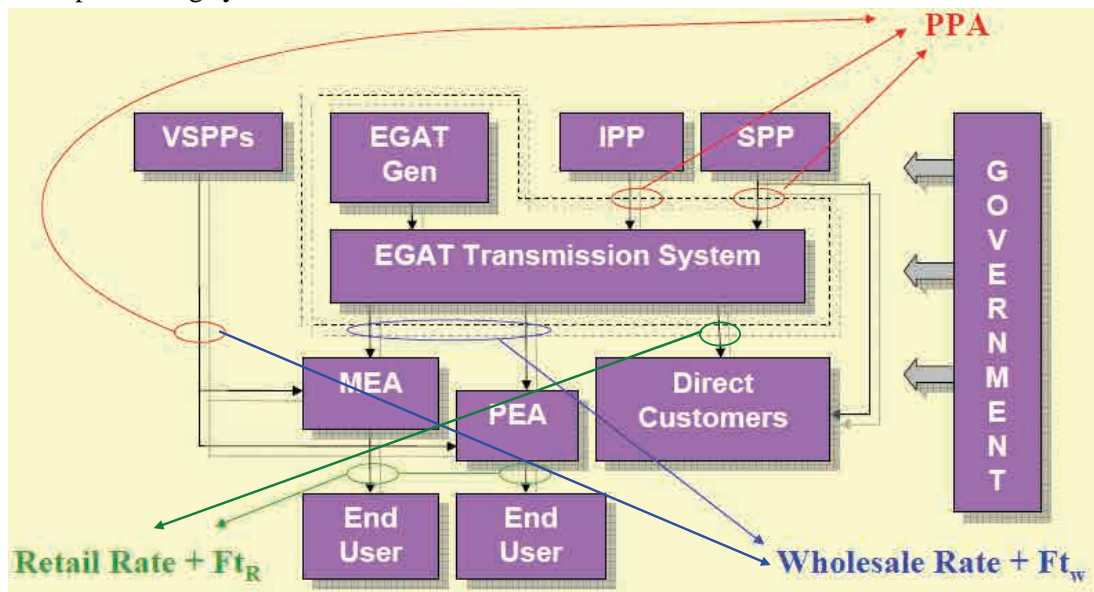 PPA
VSPPs
EGAT
Gen
IPP
SPP
EGAT Transmission System
MEA
PEA
Direct
Customers
G
O
V
E
R
N
M
E
N
T
End
User
End
User
Retail Rate + FtR
Wholesale Rate + Ftw